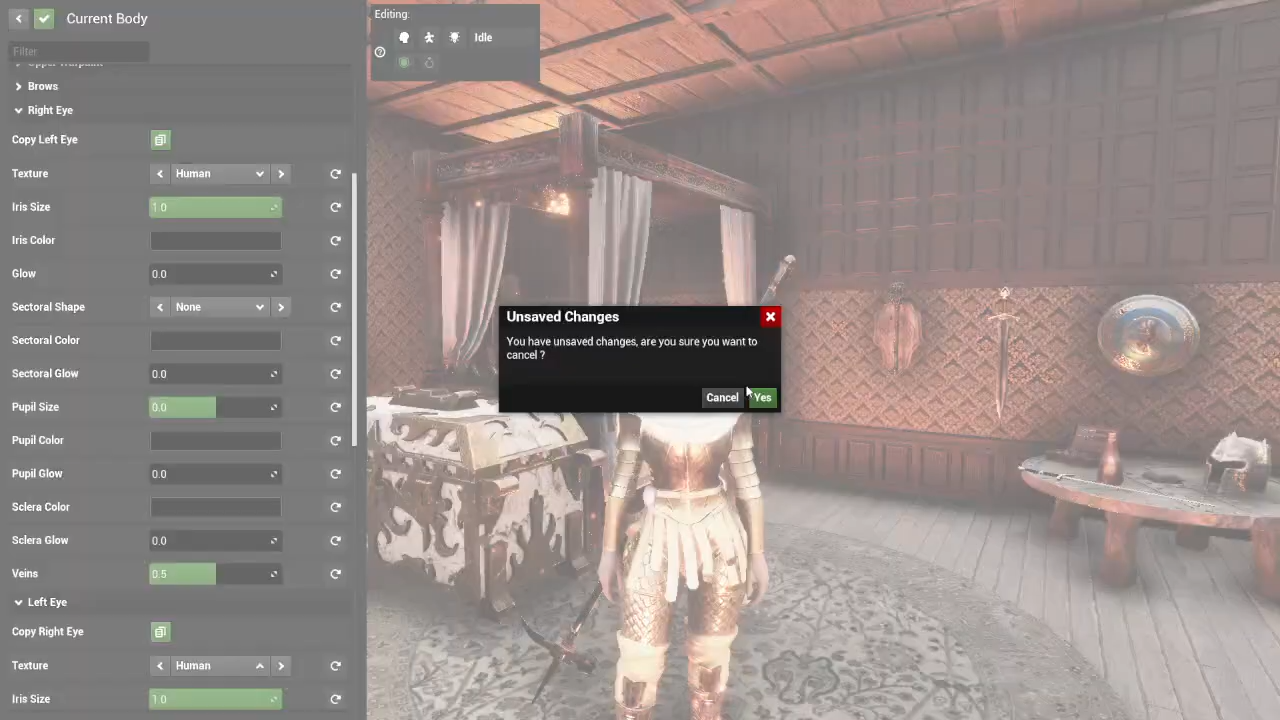 Current Body
Editing:
Filter
Idle
Upper Warpaint
Brows
Right Eye
Copy Left Eye
Texture
Human
Iris Size
1.0
Iris Color
Glow
0.0
Sectoral Shape
None
Sectoral Color
Sectoral Glow
0.0
Pupil Size
0.0
Pupil Color
Pupil Glow
0.0
Sclera Color
Sclera Glow
0.0
Veins
0.5
Left Eye
Copy Right Eye
Texture
Human
Iris Size
1.0
Unsaved Changes
You have unsaved changes, are you sure you want to
cancel ?
Cancel
Yes